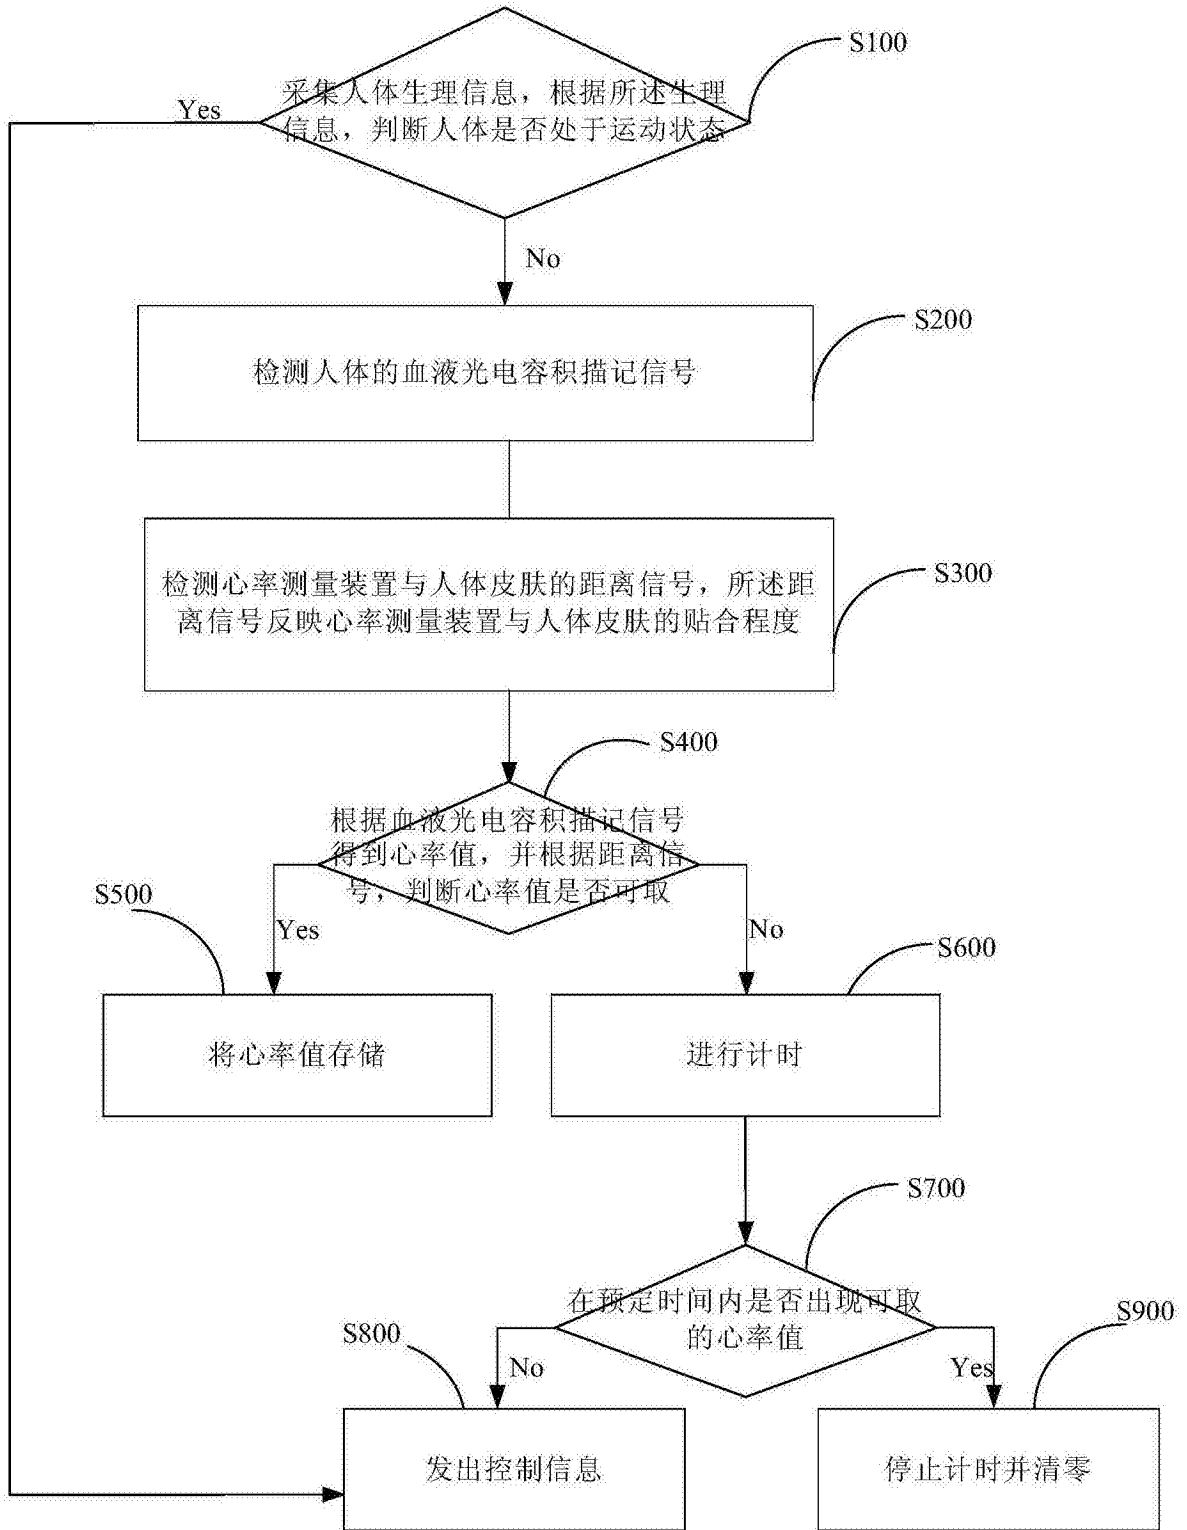 S100
采集人体生理信息，根据所述生理
信息，判断人体是否处于运动状态
Yes
No
S200
检测人体的血液光电容积描记信号
S300
检测心率测量装置与人体皮肤的距离信号，所述距
离信号反映心率测量装置与人体皮肤的贴合程度
S400
根据血液光电容积描记信号
得到心率值，并根据距离信
号，判断心率值是否可取
S500
Yes
No
S600
将心率值存储
进行计时
S700
在预定时间内是否出现可取
的心率值
S800
No
Yes
S900
发出控制信息
停止计时并清零